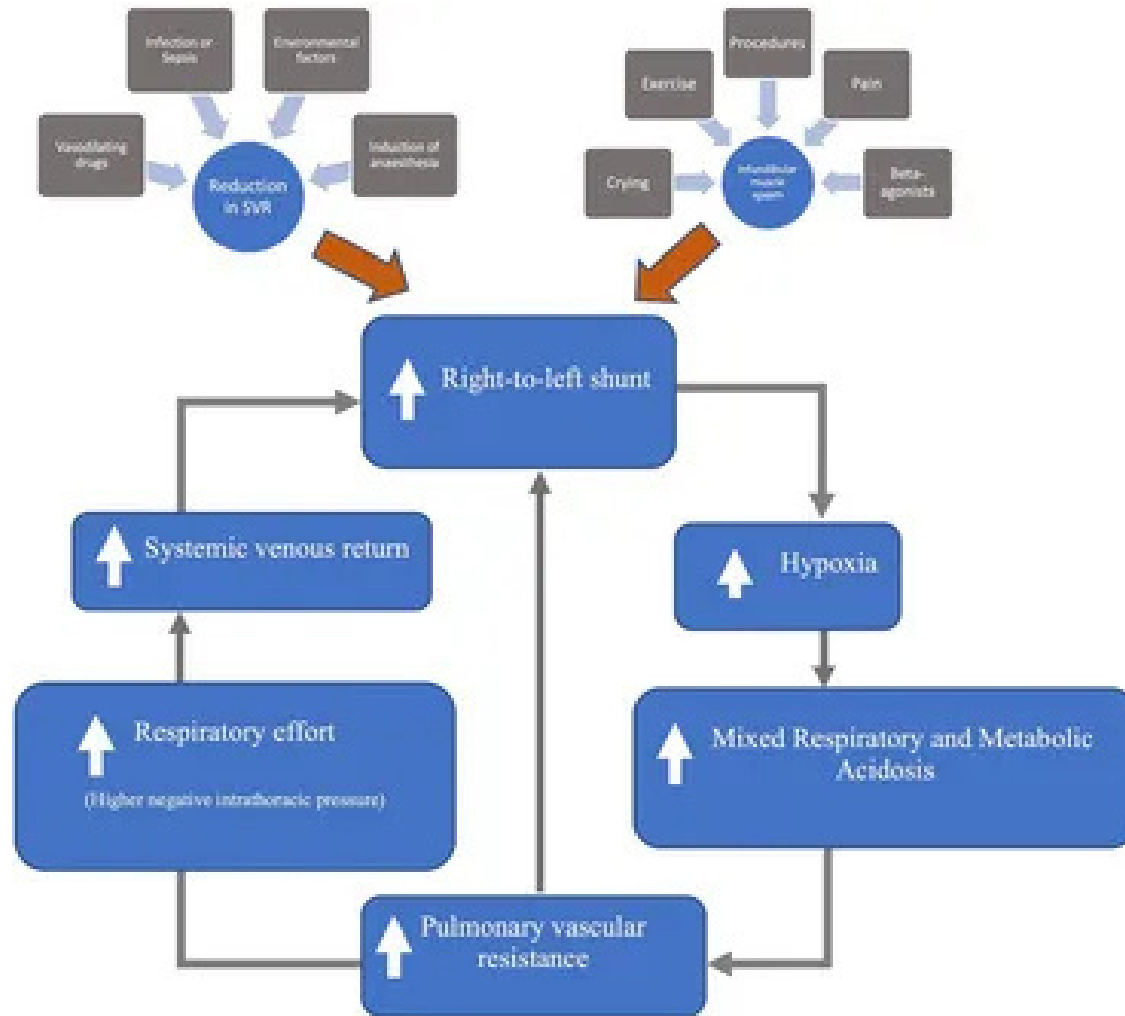 Infection or
Sepsis
Environmental
factors
Vasodilating
drugs
Induction of
anaesthesia
Reduction
in SVR
Procedures
Exercise
Pain
Crying
Infundibular
muscle
spasm
Beta-
agonists
Right-to-left shunt
Systemic venous return
Hypoxia
Respiratory effort
(Higher negative intrathoracic pressure)
Mixed Respiratory and Metabolic
Acidosis
Pulmonary vascular
resistance